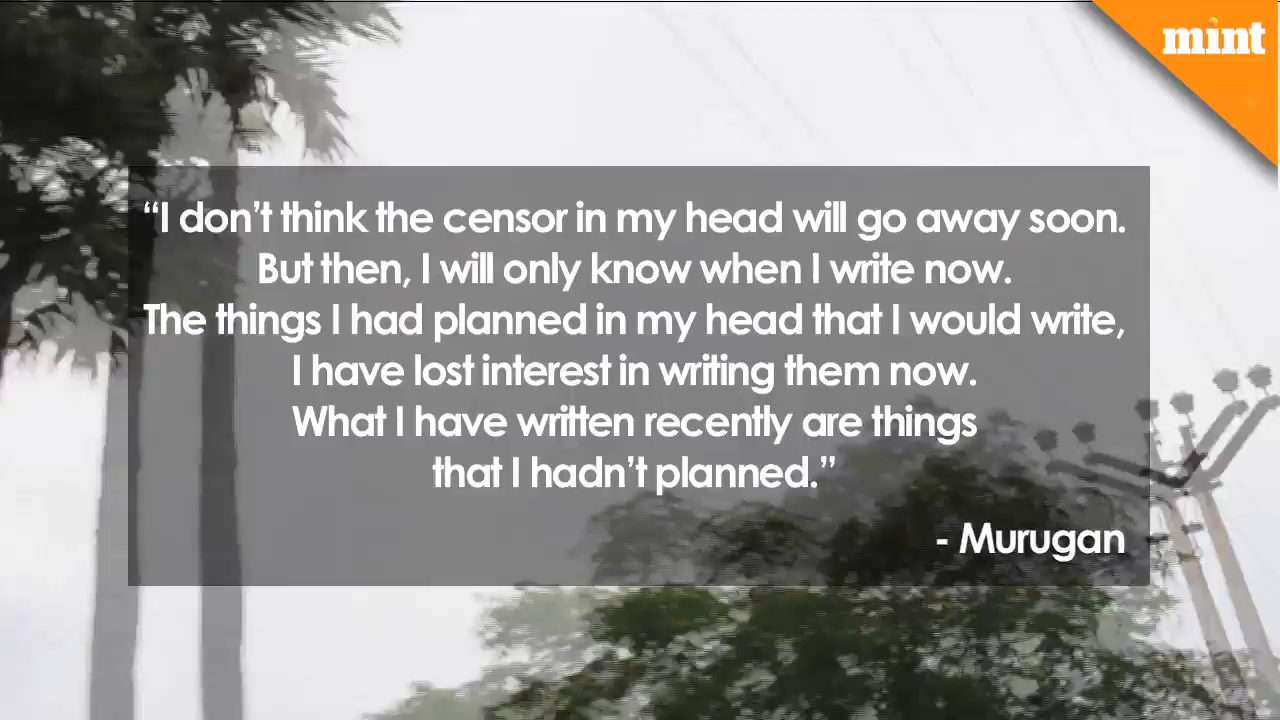 mint
“I don’t think the censor in my head will go away soon.
But then, I will only know when I write now.
The things I had planned in my head that I would write,
I have lost interest in writing them now.
What I have written recently are things
that I hadn’t planned.”
- Murugan